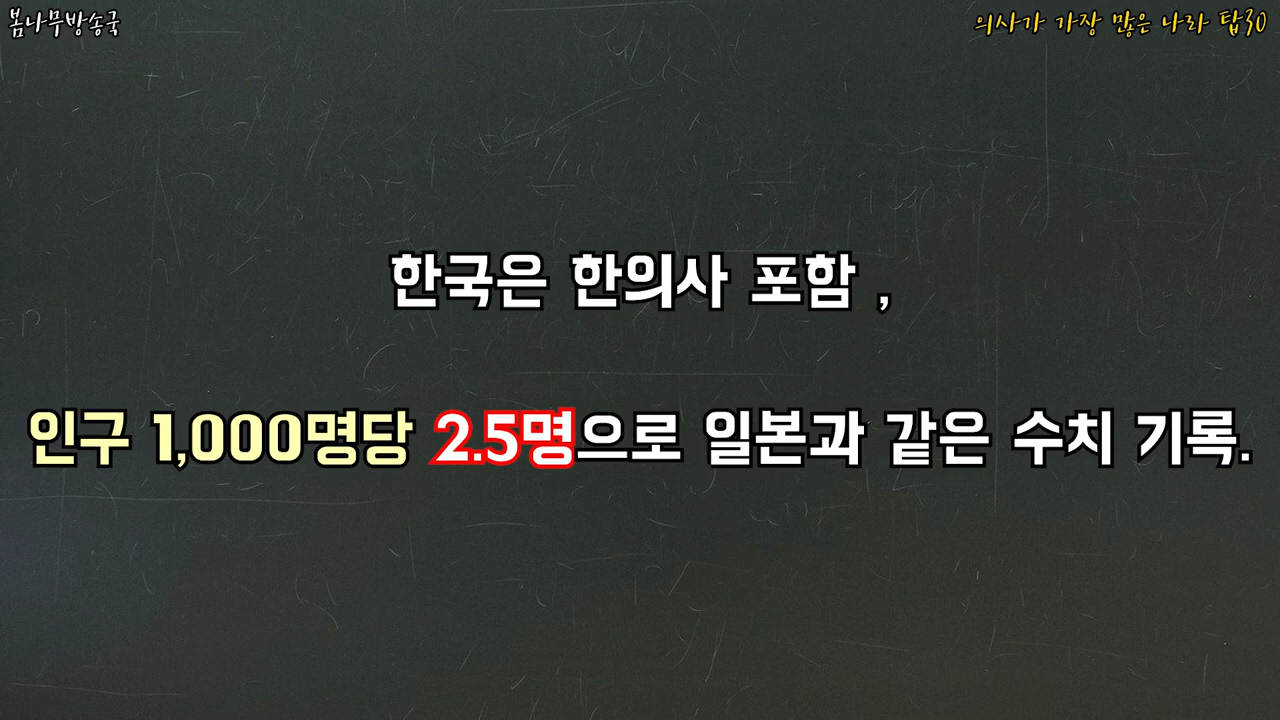 봄나무방송국
의사가 가장 많은 나라 탑30
한국은 한의사 포함 ,
인구 1,000명당 2.5명으로 일본과 같은 수치 기록.